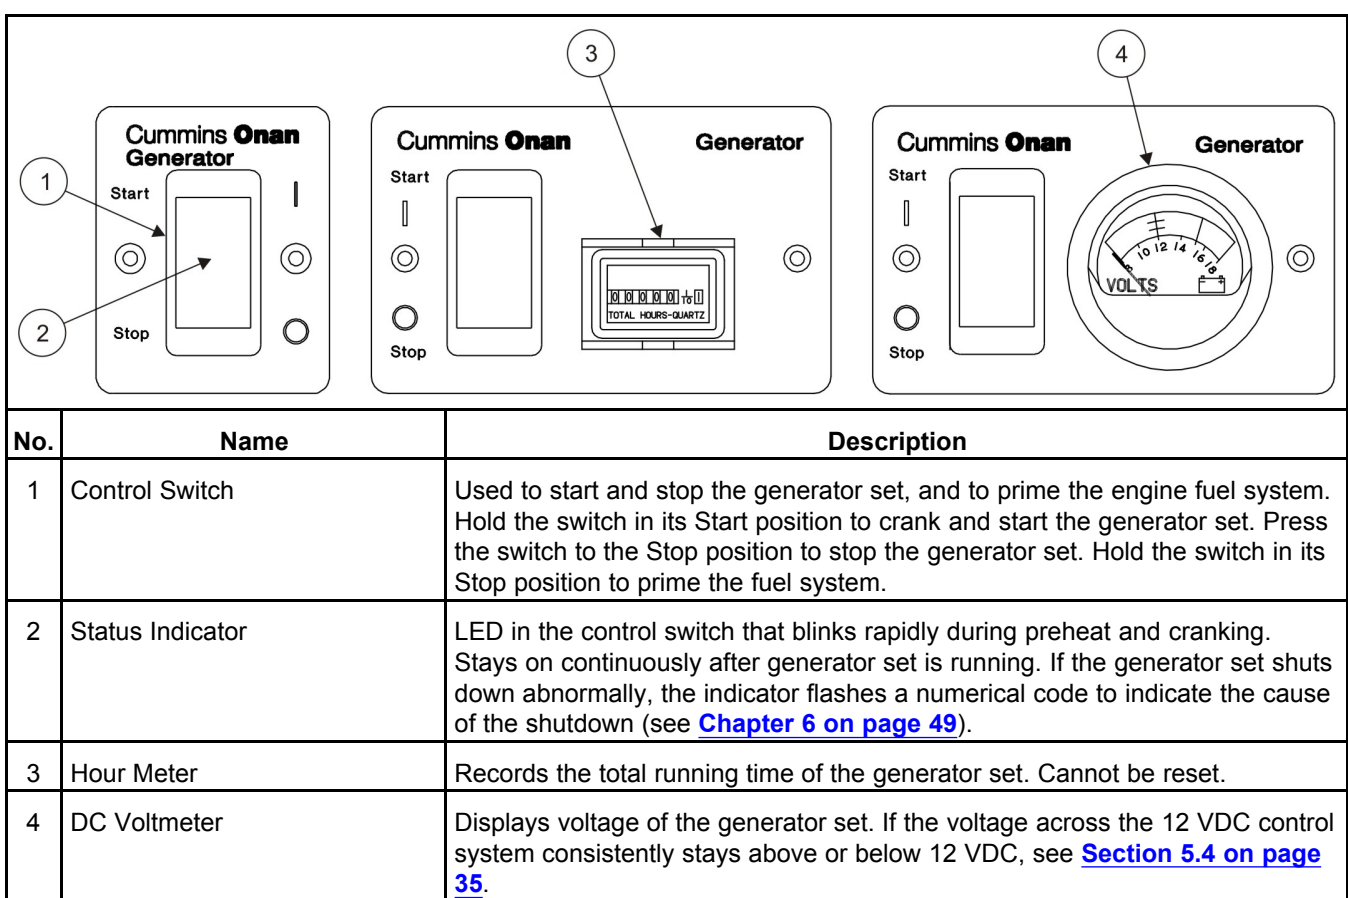 3
4
Cummins Onan
Generator
Start
Stop
1
2
Cummins Onan Generator
Start
Stop
00000 1/10
TOTAL HOURS-QUARTZ
Cummins Onan Generator
Start
Stop
8 10 12 14 16 18
VOLTS
No. Name Description
1 Control Switch Used to start and stop the generator set, and to prime the engine fuel system.
Hold the switch in its Start position to crank and start the generator set. Press
the switch to the Stop position to stop the generator set. Hold the switch in its
Stop position to prime the fuel system.
2 Status Indicator LED in the control switch that blinks rapidly during preheat and cranking.
Stays on continuously after generator set is running. If the generator set shuts
down abnormally, the indicator flashes a numerical code to indicate the cause
of the shutdown (see Chapter 6 on page 49).
3 Hour Meter Records the total running time of the generator set. Cannot be reset.
4 DC Voltmeter Displays voltage of the generator set. If the voltage across the 12 VDC control
system consistently stays above or below 12 VDC, see Section 5.4 on page
35.